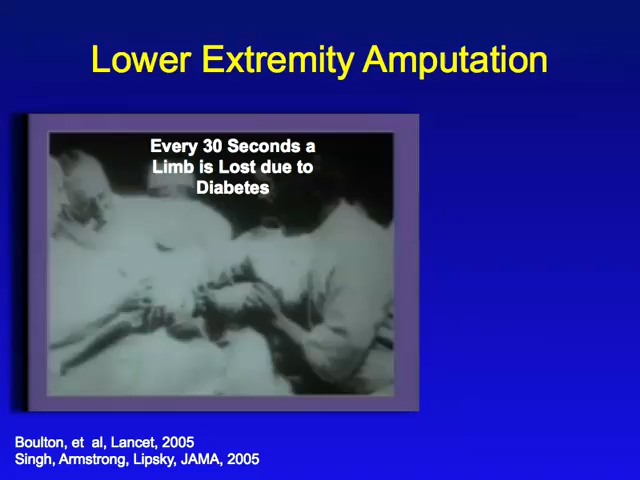 Lower Extremity Amputation
Every 30 Seconds a
Limb is Lost due to
Diabetes
Boulton, et al, Lancet, 2005
Singh, Armstrong, Lipsky, JAMA, 2005